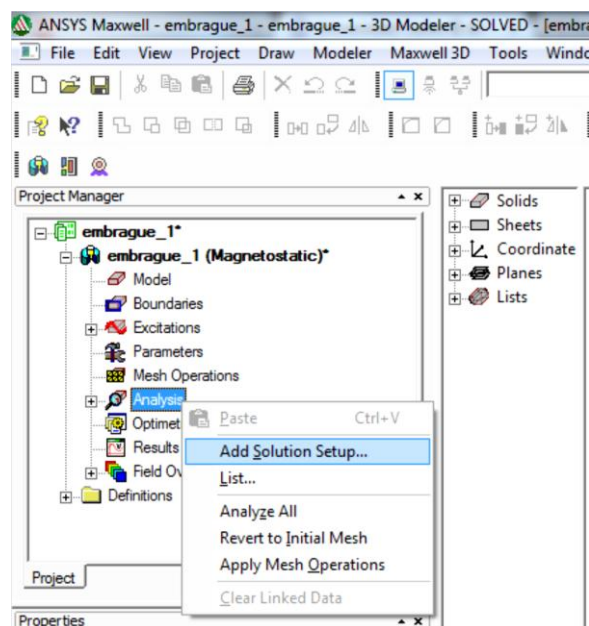 ANSYS Maxwell - embrague_1 - embrague_1 - 3D Modeler - SOLVED - [embra
File Edit View Project Draw Modeler Maxwell 3D Tools Windo
Project Manager
embrague_1*
embrague_1 (Magnetostatic)*
Model
Boundaries
Excitations
Parameters
Mesh Operations
Analysis
Optimet
Results
Field Ov
Definitions
Project
Properties
Paste Ctrl+V
Add Solution Setup...
List...
Analyze All
Revert to Initial Mesh
Apply Mesh Operations
Clear Linked Data
Solids
Sheets
Coordinate
Planes
Lists